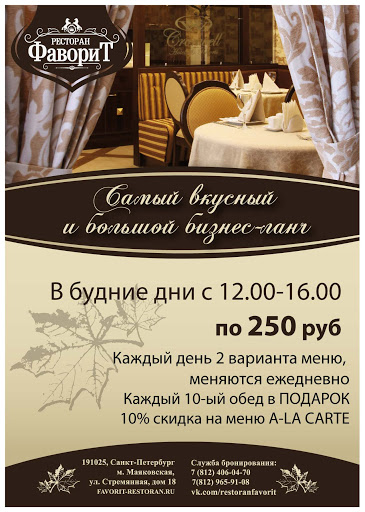 РЕСТОРАН
ФАВОРИТ
Самый вкусный
и большой бизнес-ланч
В будние дни с 12.00-16.00
по 250 руб
Каждый день 2 варианта меню,
меняются ежедневно
Каждый 10-ый обед в ПОДАРОК
10% скидка на меню A-LA CARTE
191025, Санкт-Петербург
м. Маяковская,
ул. Стремянная, дом 18
FAVORIT-RESTORAN.RU
Служба бронирования:
7 (812) 406-04-70
7(812) 965-91-08
vk.com/restoranfavorit